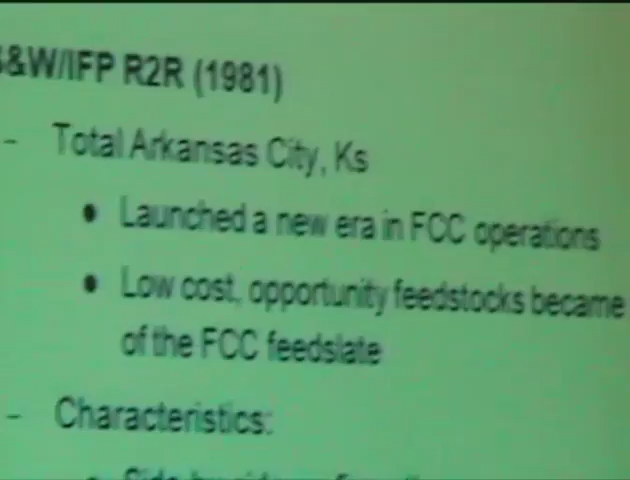 &W/IFP R2R (1981)
- Total Arkansas City, Ks
• Launched a new era in FCC operations
• Low cost, opportunity feedstocks became
of the FCC feedslate
- Characteristics: